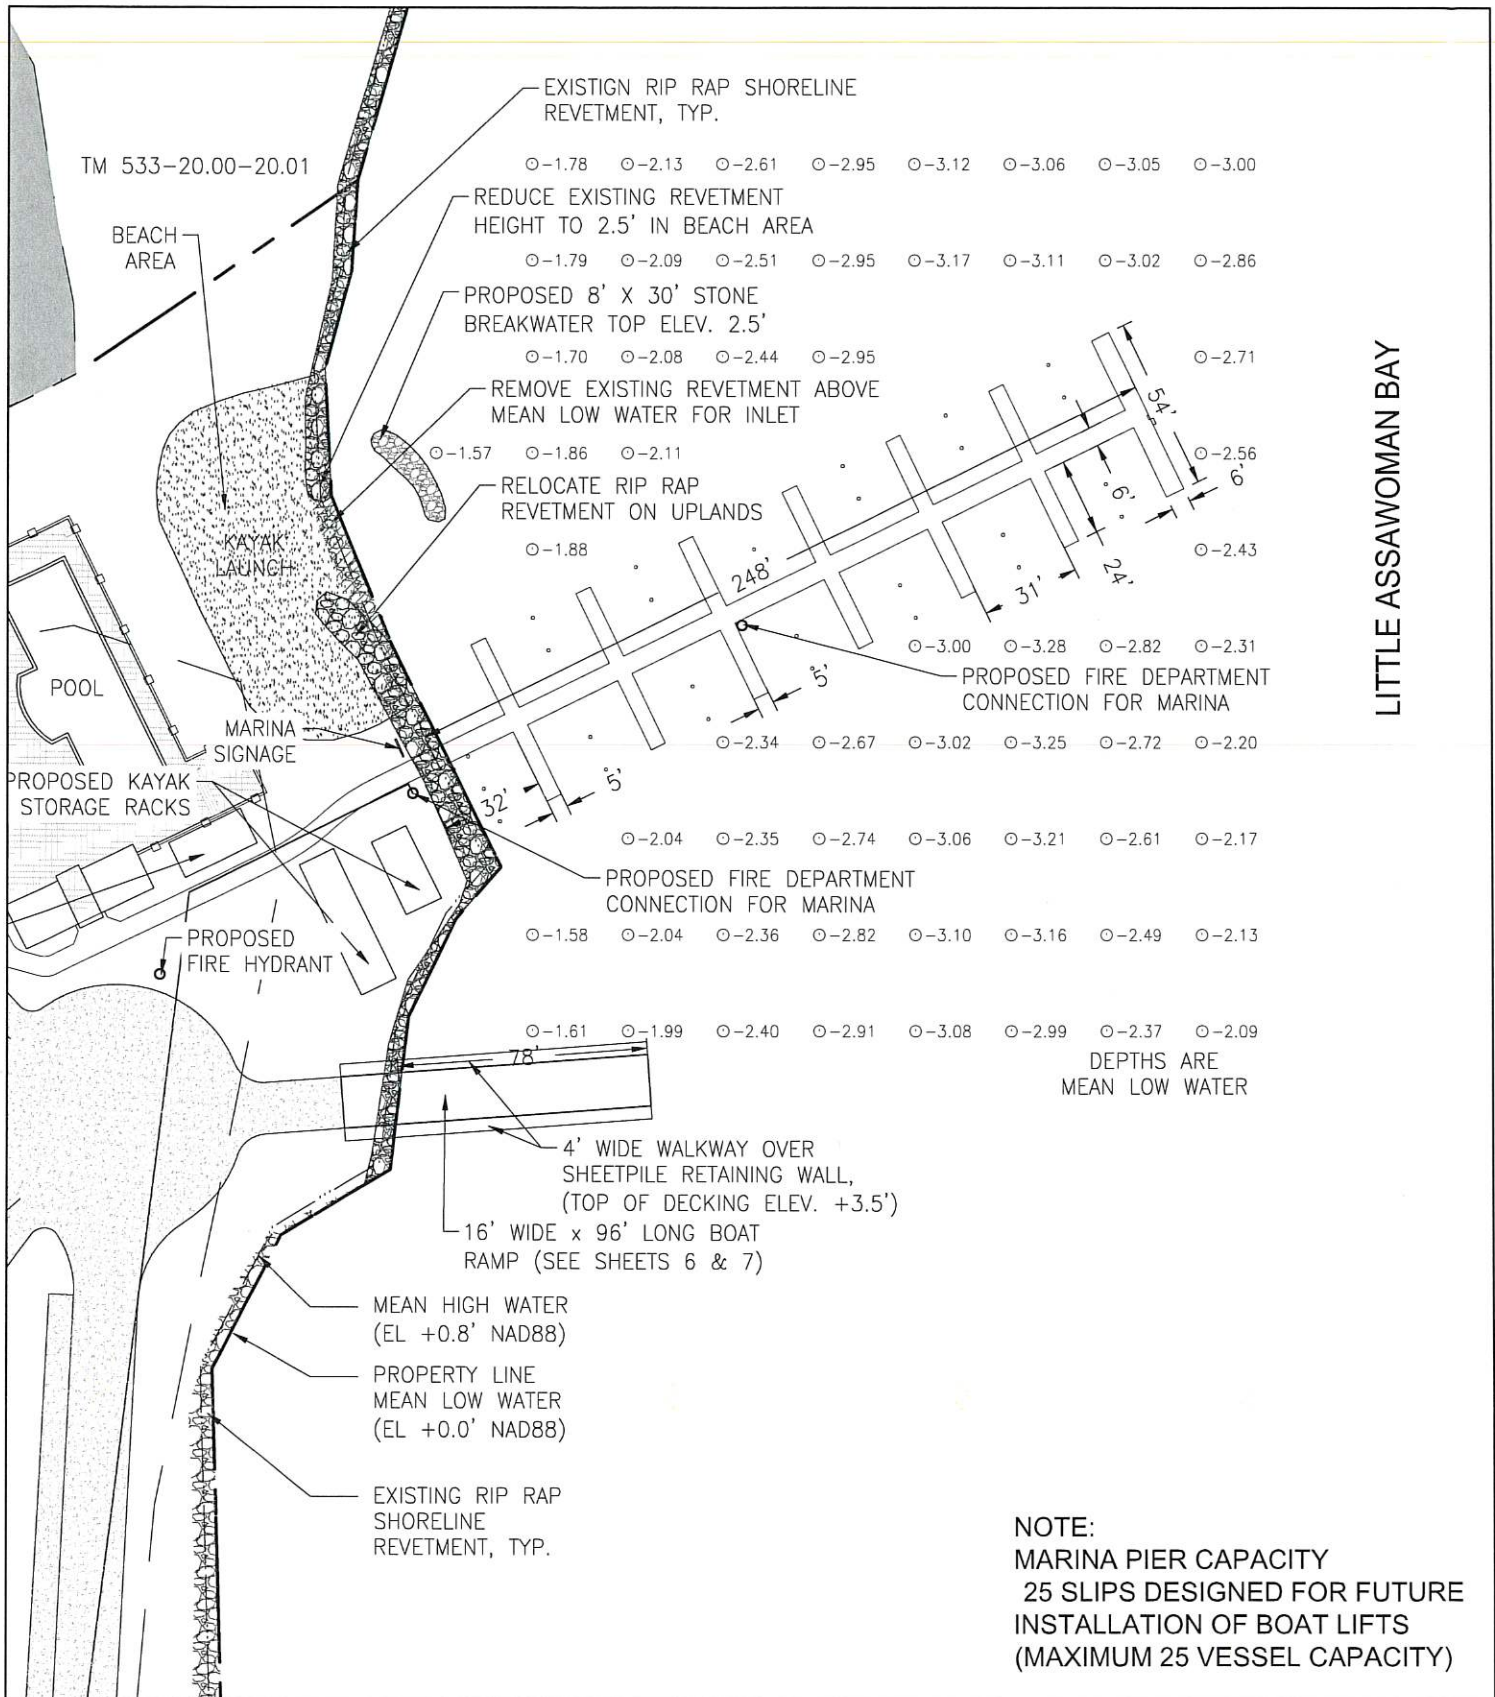 EXISTIGN RIP RAP SHORELINE
REVETMENT, TYP.
TM 533-20.00-20.01
⊙-1.78 ⊙-2.13 ⊙-2.61 ⊙-2.95 ⊙-3.12 ⊙-3.06 ⊙-3.05 ⊙-3.00
REDUCE EXISTING REVETMENT
HEIGHT TO 2.5' IN BEACH AREA
BEACH
AREA
⊙-1.79 ⊙-2.09 ⊙-2.51 ⊙-2.95 ⊙-3.17 ⊙-3.11 ⊙-3.02 ⊙-2.86
PROPOSED 8' X 30' STONE
BREAKWATER TOP ELEV. 2.5'
⊙-1.70 ⊙-2.08 ⊙-2.44 ⊙-2.95 ⊙-2.71
REMOVE EXISTING REVETMENT ABOVE
MEAN LOW WATER FOR INLET
54'
⊙-1.57 ⊙-1.86 ⊙-2.11 ⊙-2.56
6'
RELOCATE RIP RAP
REVETMENT ON UPLANDS
6'
KAYAK
LAUNCH
⊙-1.88 ⊙-2.43
248'
31'
24'
LITTLE ASSAWOMAN BAY
⊙-3.00 ⊙-3.28 ⊙-2.82 ⊙-2.31
PROPOSED FIRE DEPARTMENT
CONNECTION FOR MARINA
5'
POOL
MARINA
SIGNAGE
⊙-2.34 ⊙-2.67 ⊙-3.02 ⊙-3.25 ⊙-2.72 ⊙-2.20
PROPOSED KAYAK
STORAGE RACKS
32'
5'
⊙-2.04 ⊙-2.35 ⊙-2.74 ⊙-3.06 ⊙-3.21 ⊙-2.61 ⊙-2.17
PROPOSED FIRE DEPARTMENT
CONNECTION FOR MARINA
PROPOSED
FIRE HYDRANT
⊙-1.58 ⊙-2.04 ⊙-2.36 ⊙-2.82 ⊙-3.10 ⊙-3.16 ⊙-2.49 ⊙-2.13
⊙-1.61 ⊙-1.99 ⊙-2.40 ⊙-2.91 ⊙-3.08 ⊙-2.99 ⊙-2.37 ⊙-2.09
78'
DEPTHS ARE
MEAN LOW WATER
4' WIDE WALKWAY OVER
SHEETPILE RETAINING WALL,
(TOP OF DECKING ELEV. +3.5')
16' WIDE x 96' LONG BOAT
RAMP (SEE SHEETS 6 & 7)
MEAN HIGH WATER
(EL +0.8' NAD88)
PROPERTY LINE
MEAN LOW WATER
(EL +0.0' NAD88)
EXISTING RIP RAP
SHORELINE
REVETMENT, TYP.
NOTE:
MARINA PIER CAPACITY
25 SLIPS DESIGNED FOR FUTURE
INSTALLATION OF BOAT LIFTS
(MAXIMUM 25 VESSEL CAPACITY)